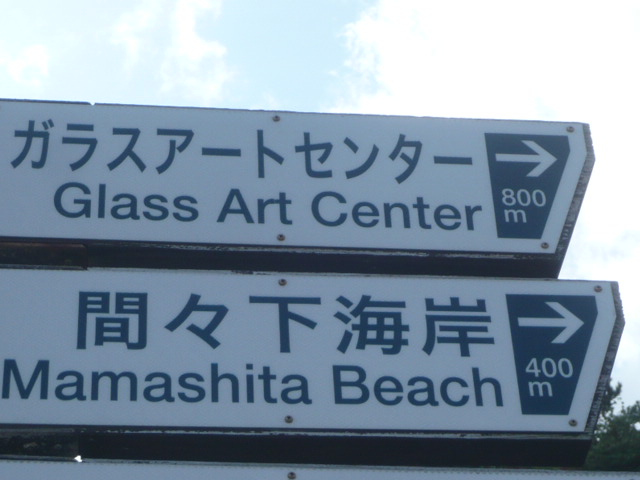 ガラスアートセンター
Glass Art Center
800
m
間々下海岸
Mamashita Beach
400
m